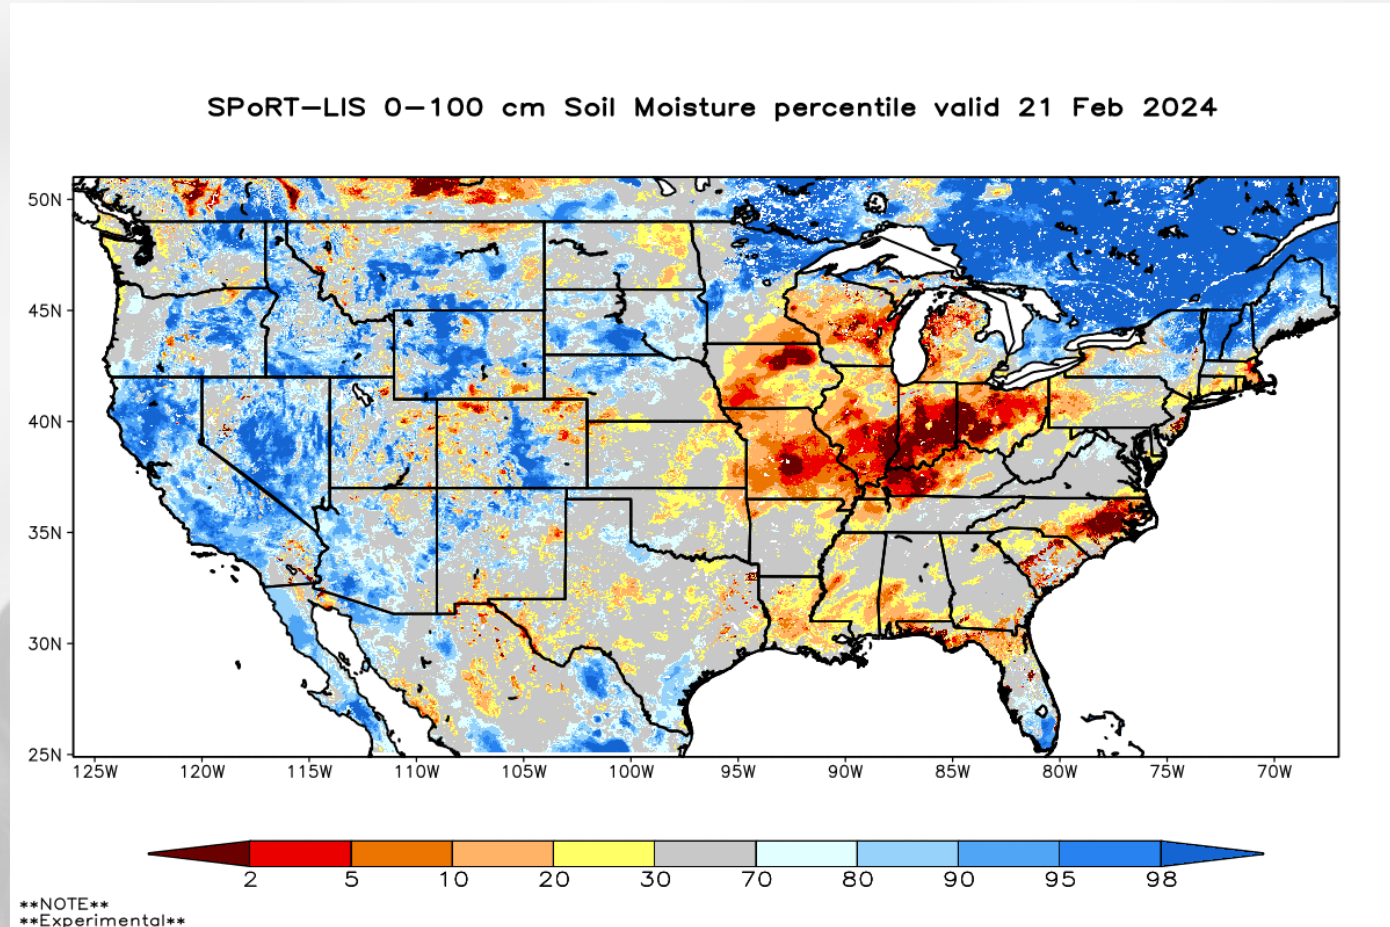 SPoRT-LIS 0-100 cm Soil Moisture percentile valid 21 Feb 2024
50N
45N
40N
35N
30N
25N
125W 120W 115W 110W 105W 100W 95W 90W 85W 80W 75W 70W
2 5 10 20 30 70 80 90 95 98
**NOTE**
**Experimental**